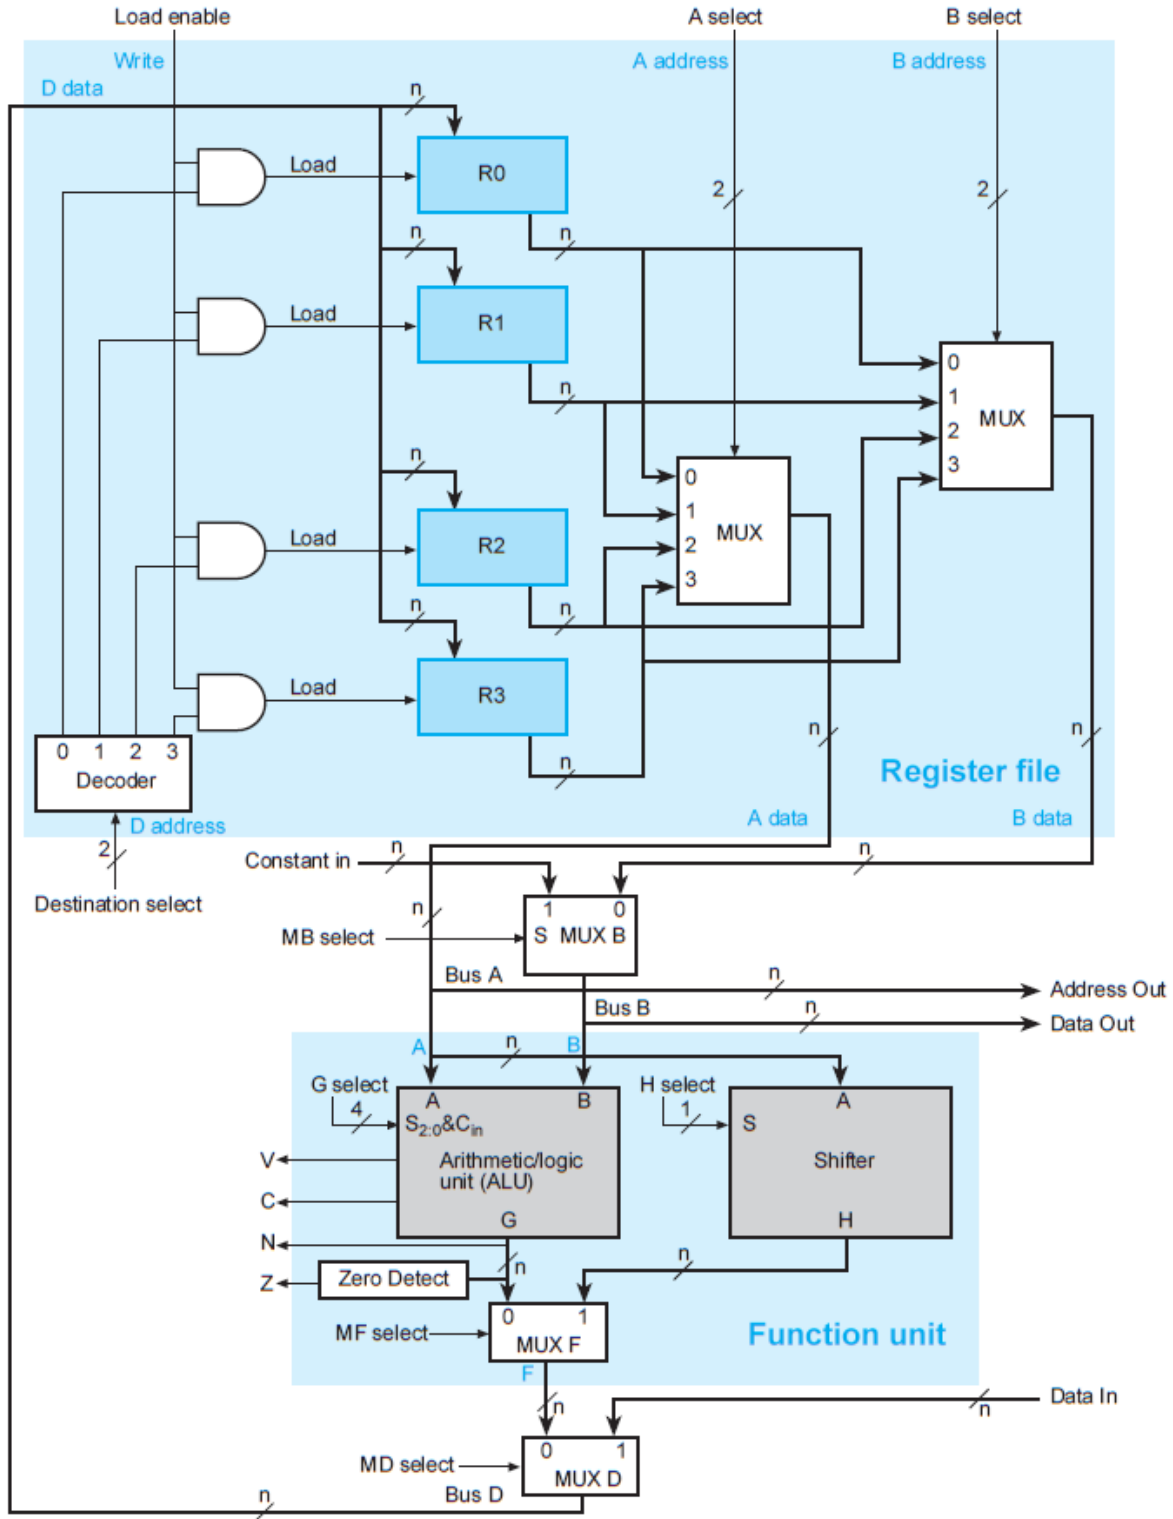 Load enable
A select
B select
Write
A address
B address
D data
n
Load
R0
2
2
n
n
Load
R1
0
n
1
MUX
2
n
3
0
1
Load
R2
MUX
2
3
n
n
Load
R3
n
n
0 1 2 3
n
Decoder
Register file
D address
A data
B data
2
Constant in
n
n
Destination select
n
1 0
MB select
S MUX B
Bus A
n
Address Out
Bus B
n
Data Out
A
n
B
G select
H select
A
B
A
4
1
S2:0&Cin
S
V
Arithmetic/logic
unit (ALU)
Shifter
C
G
H
N
n
n
Z
Zero Detect
0 1
MF select
MUX F
Function unit
F
n
n
Data In
0 1
MD select
MUX D
Bus D
n